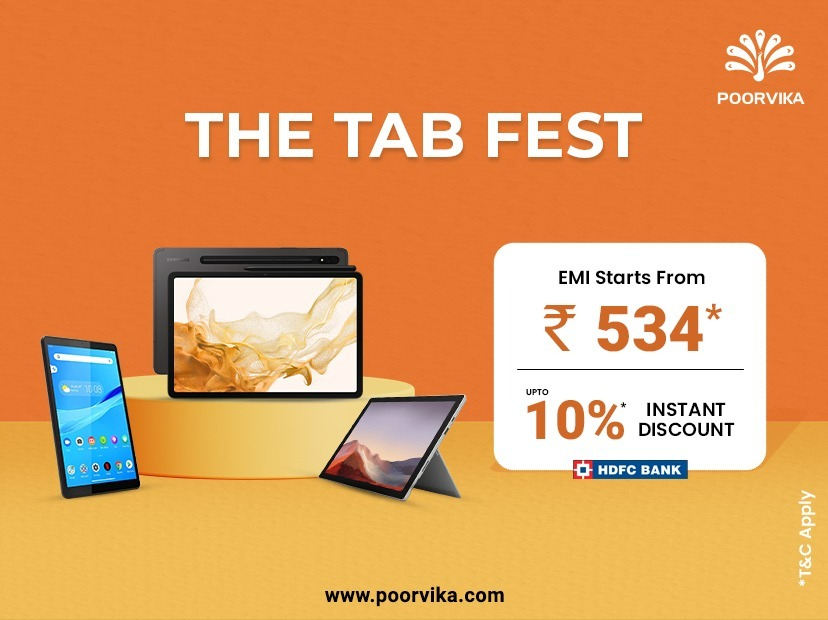 POORVIKA
THE TAB FEST
EMI Starts From
₹ 534*
UPTO
10%* INSTANT
DISCOUNT
HDFC BANK
*T&C Apply
www.poorvika.com